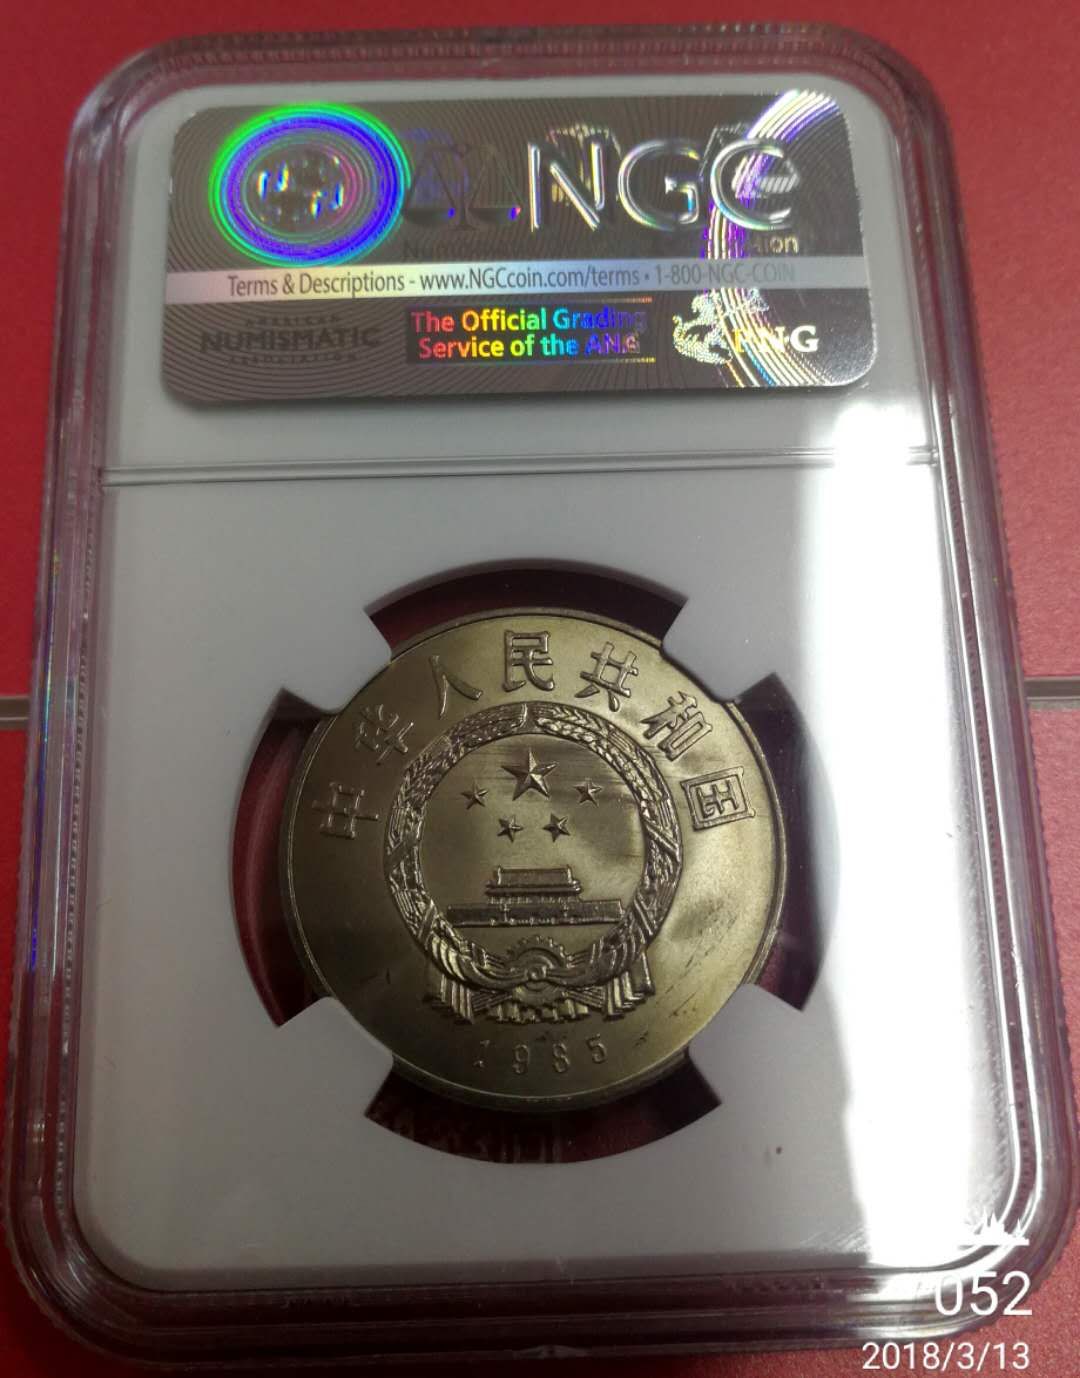 NGC
Terms & Descriptions - www.NGCcoin.com/terms • 1-800-NGC-COIN
NUMISMATIC
The Official Grading
Service of the ANA
PNG
中华人民共和国
1985
052
2018/3/13